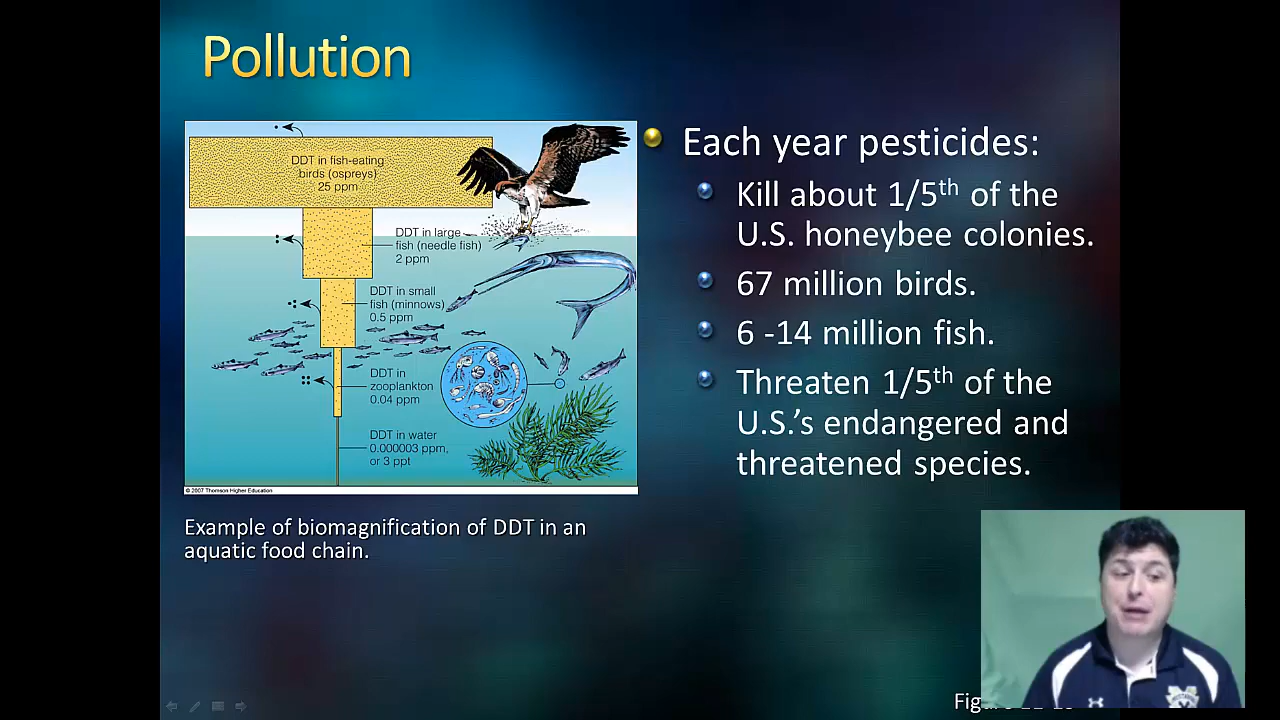 Pollution
DDT in fish-eating
birds (ospreys)
25 ppm
DDT in large
fish (needle fish)
2 ppm
DDT in small
fish (minnows)
0.5 ppm
DDT in
zooplankton
0.04 ppm
DDT in water
0.000003 ppm,
or 3 ppt
© 2007 Thomson Higher Education
Example of biomagnification of DDT in an
aquatic food chain.
Each year pesticides:
Kill about 1/5th of the
U.S. honeybee colonies.
67 million birds.
6 -14 million fish.
Threaten 1/5th of the
U.S.’s endangered and
threatened species.